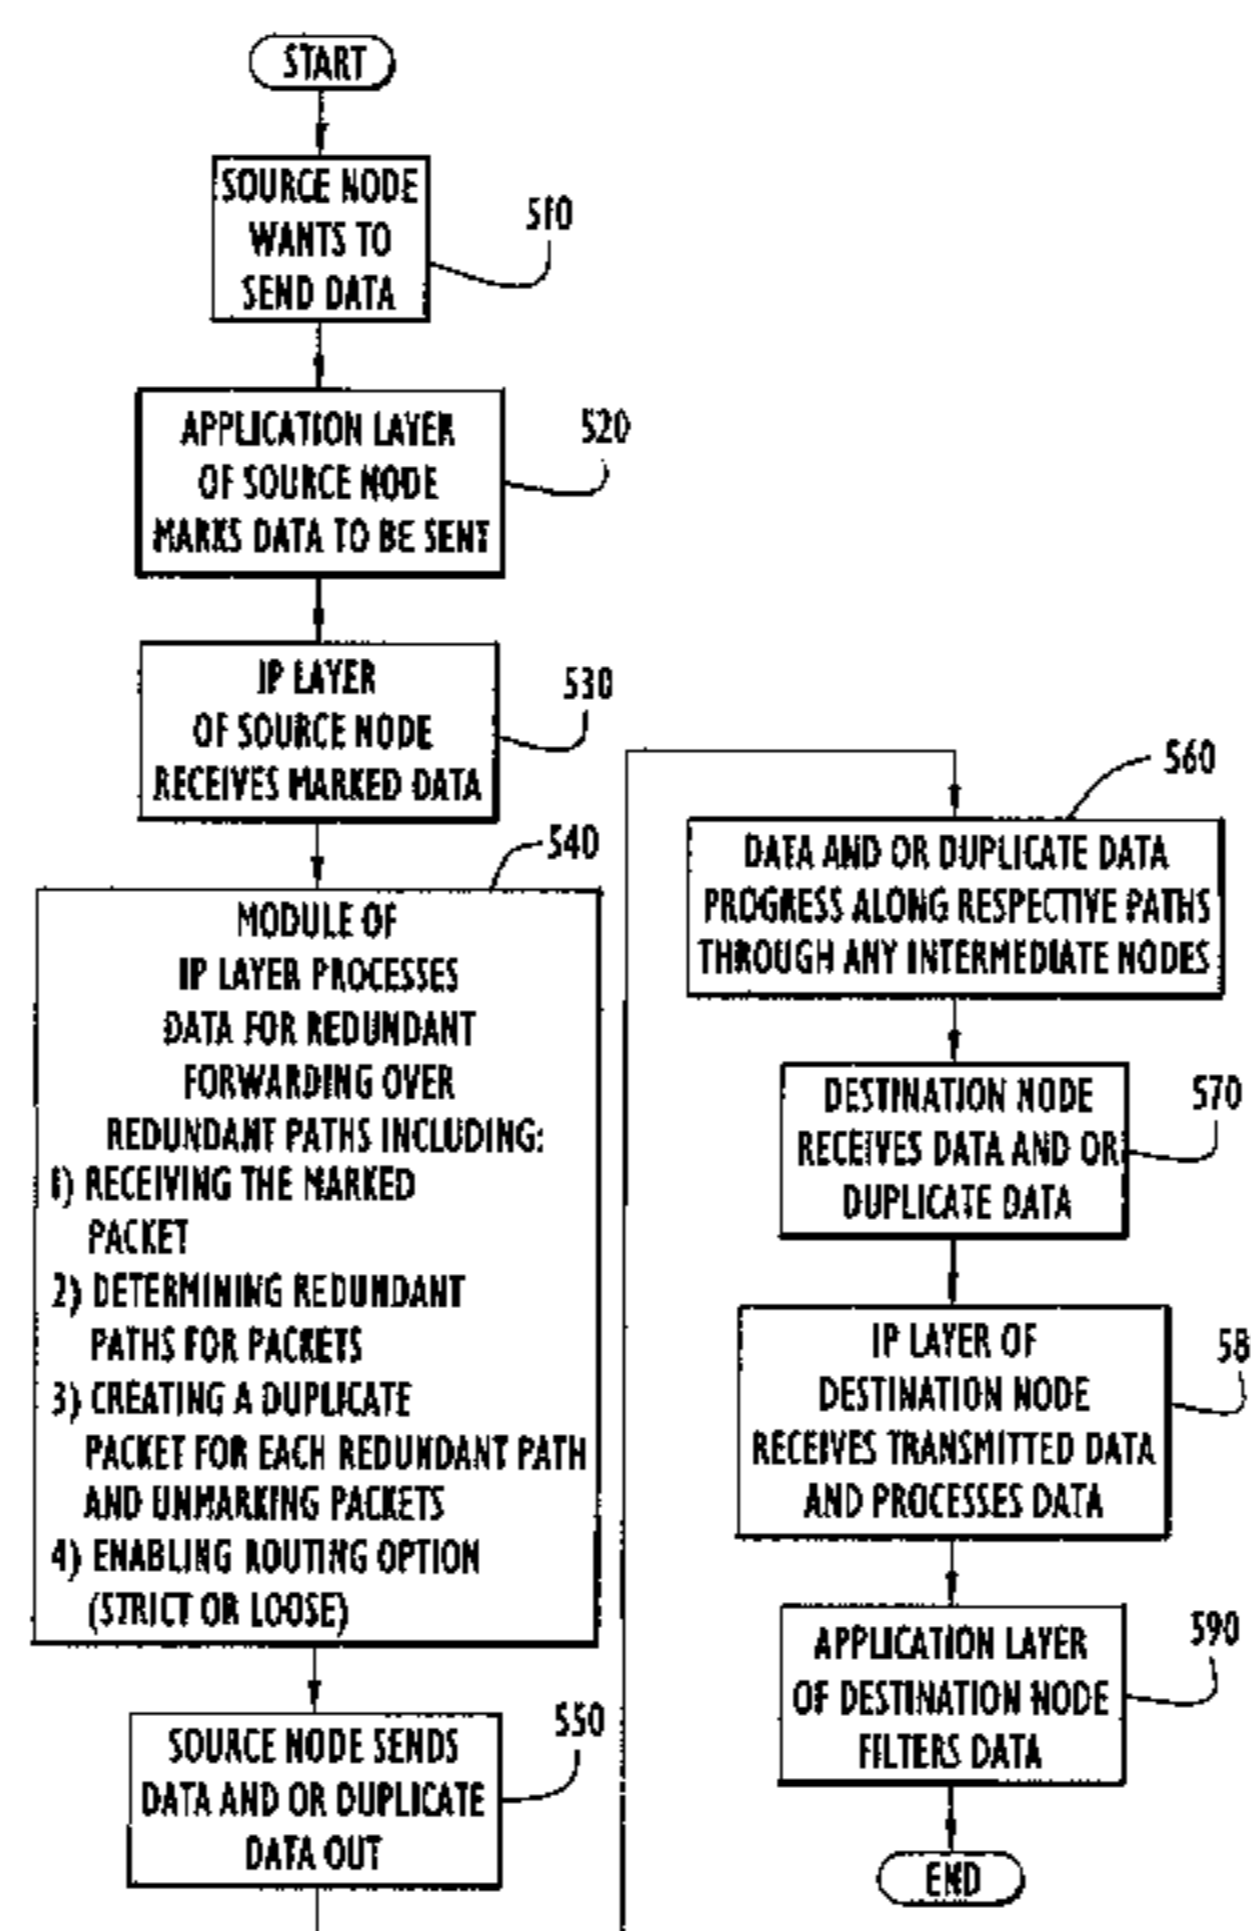 START
SOURCE NODE
WANTS TO
SEND DATA
510
APPLICATION LAYER
OF SOURCE NODE
MARKS DATA TO BE SENT
520
IP LAYER
OF SOURCE NODE
RECEIVES MARKED DATA
530
540
MODULE OF
IP LAYER PROCESSES
DATA FOR REDUNDANT
FORWARDING OVER
REDUNDANT PATHS INCLUDING:
1) RECEIVING THE MARKED
PACKET
2) DETERMINING REDUNDANT
PATHS FOR PACKETS
3) CREATING A DUPLICATE
PACKET FOR EACH REDUNDANT PATH
AND UNMARKING PACKETS
4) ENABLING ROUTING OPTION
(STRICT OR LOOSE)
SOURCE NODE SENDS
DATA AND OR DUPLICATE
DATA OUT
550
560
DATA AND OR DUPLICATE DATA
PROGRESS ALONG RESPECTIVE PATHS
THROUGH ANY INTERMEDIATE NODES
DESTINATION NODE
RECEIVES DATA AND OR
DUPLICATE DATA
570
IP LAYER OF
DESTINATION NODE
RECEIVES TRANSMITTED DATA
AND PROCESSES DATA
58
APPLICATION LAYER
OF DESTINATION NODE
FILTERS DATA
590
END